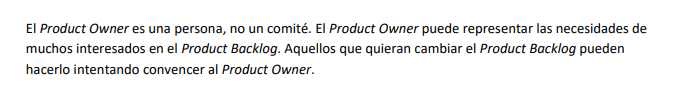 El Product Owner es una persona, no un comité. El Product Owner puede representar las necesidades de
muchos interesados en el Product Backlog. Aquellos que quieran cambiar el Product Backlog pueden
hacerlo intentando convencer al Product Owner.